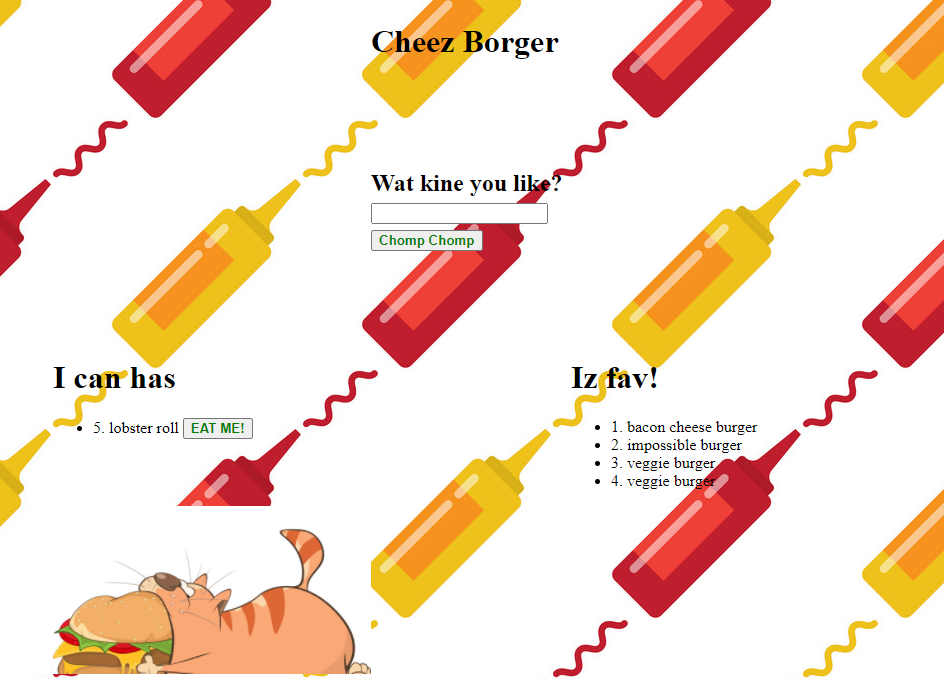 Cheez Borger
Wat kine you like?
Chomp Chomp
I can has
5. lobster roll EAT ME!
Iz fav!
1. bacon cheese burger
2. impossible burger
3. veggie burger
4. veggie burger